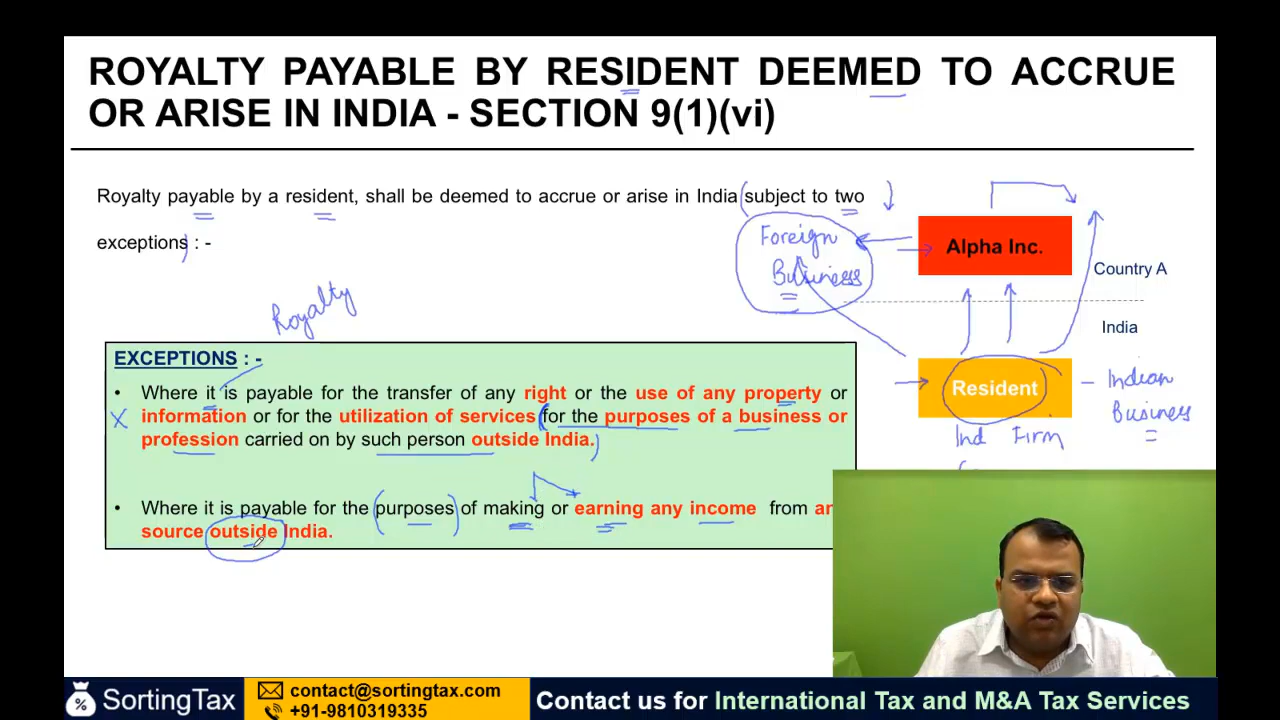 ROYALTY PAYABLE BY RESIDENT DEEMED TO ACCRUE
OR ARISE IN INDIA - SECTION 9(1)(vi)
Royalty payable by a resident, shall be deemed to accrue or arise in India (subject to two
exceptions) : -
Foreign
Business
Alpha Inc.
Country A
India
Royalty
Resident
Indian
Business
Ind Firm
EXCEPTIONS : -
• Where it is payable for the transfer of any right or the use of any property or
X information or for the utilization of services (for the purposes of a business or
profession carried on by such person outside India.)
• Where it is payable for the (purposes) of making or earning any income from
source outside India.
SortingTax
contact@sortingtax.com
+91-9810319335
Contact us for International Tax and M&A Tax Services